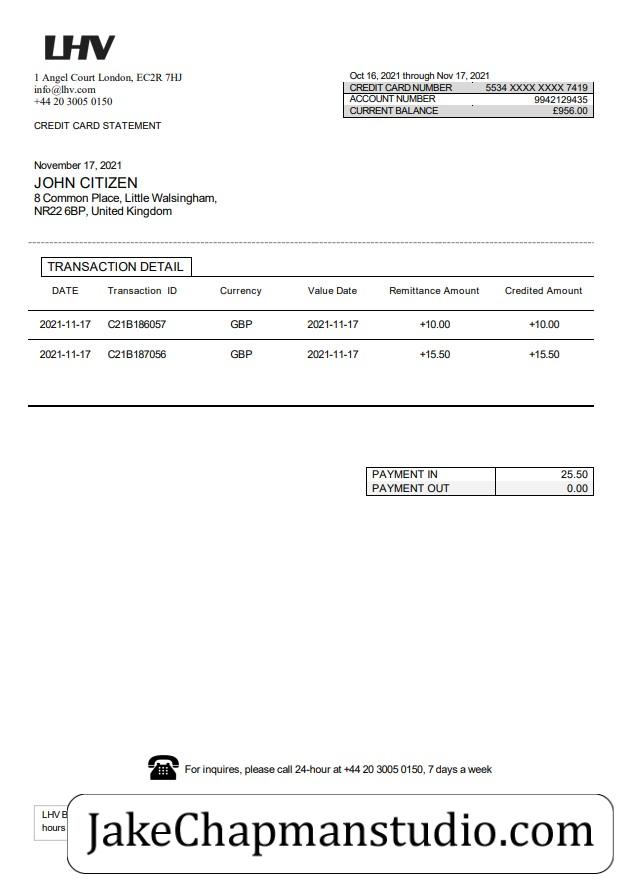 LHV
1 Angel Court London, EC2R 7HJ
info@lhv.com
+44 20 3005 0150
CREDIT CARD STATEMENT
Oct 16, 2021 through Nov 17, 2021
CREDIT CARD NUMBER 5534 XXXX XXXX 7419
ACCOUNT NUMBER 9942129435
CURRENT BALANCE £956.00
November 17, 2021
JOHN CITIZEN
8 Common Place, Little Walsingham,
NR22 6BP, United Kingdom
TRANSACTION DETAIL
DATE Transaction ID Currency Value Date Remittance Amount Credited Amount
2021-11-17 C21B186057 GBP 2021-11-17 +10.00 +10.00
2021-11-17 C21B187056 GBP 2021-11-17 +15.50 +15.50
PAYMENT IN 25.50
PAYMENT OUT 0.00
For inquires, please call 24-hour at +44 20 3005 0150, 7 days a week
LHV B
hours
JakeChapmanstudio.com